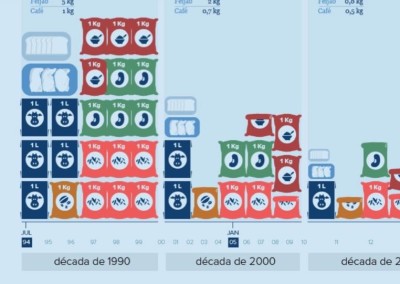 Feijão 5 kg
Café 1 kg
Feijão 2 kg
Café 0,7 kg
Feijão 0,8 kg
Café 0,5 kg
1 Kg 1 Kg 1 Kg
1 Kg 1 Kg 1 Kg
1 L 1 L 1 Kg 1 Kg 1 Kg
1 L 1 L 1 Kg 1 Kg 1 Kg
1 L 1 Kg 1 Kg 1 Kg 1 Kg
1 Kg
1 L 1 Kg 1 Kg 1 Kg
1 L 1 Kg 1 Kg
1 L
JUL
94 95 96 97 98 99 00
JAN
01 02 03 04 05 06 07 08 09 10
11 12
década de 1990
década de 2000
década de 2